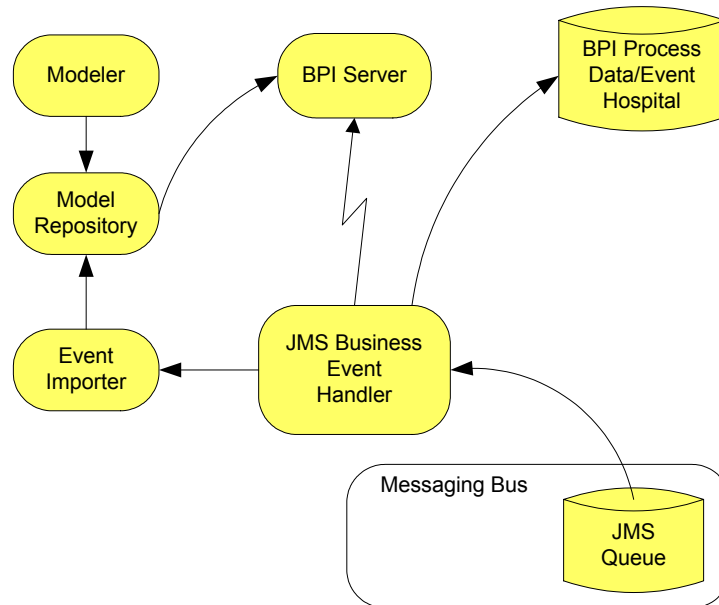 Modeler
BPI Server
BPI Process
Data/Event
Hospital
Model
Repository
Event
Importer
JMS Business
Event
Handler
Messaging Bus
JMS
Queue